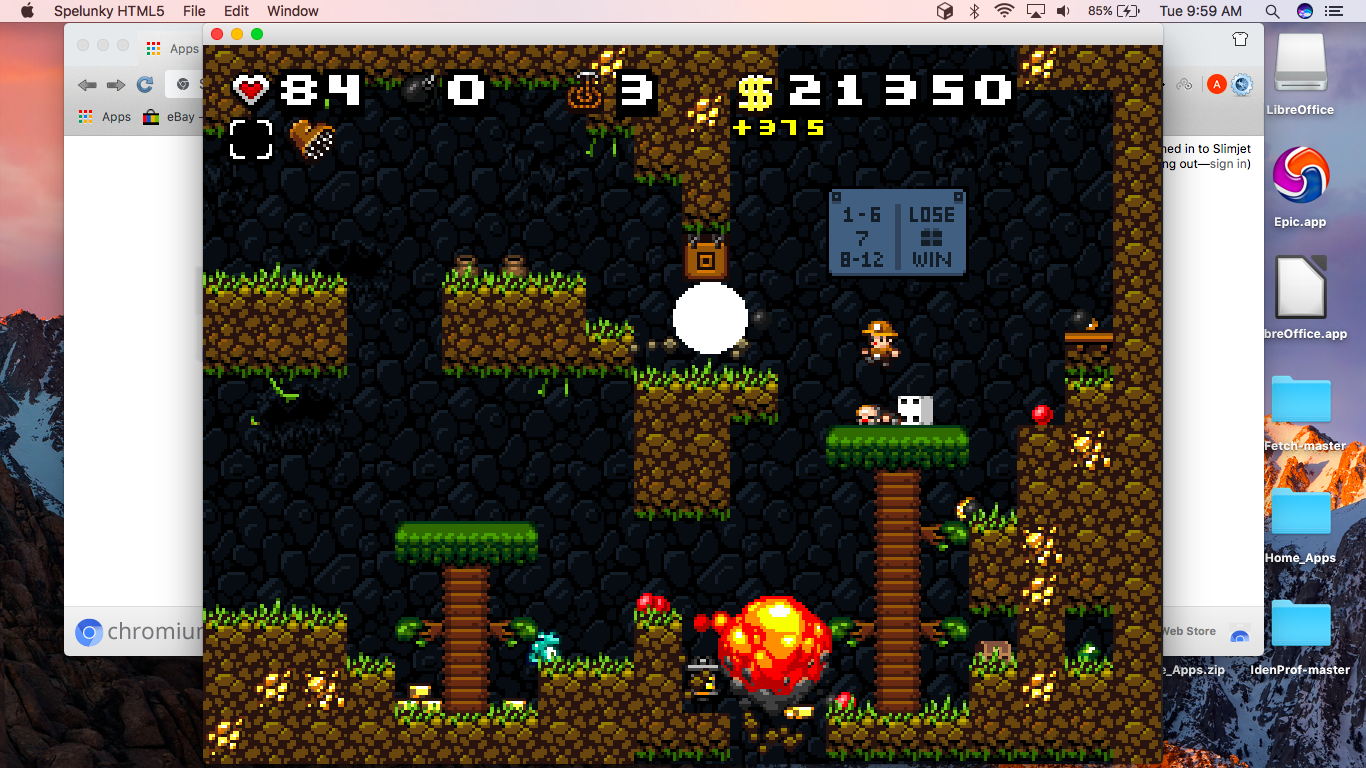 Spelunky HTML5 File Edit Window 85% Tue 9:59 AM
Apps
S
A
Apps eBay -
84 0 3 $21350
+375
ned in to Slimjet
ng out—sign in)
1-6 LOSE
7
8-12 WIN
chromium
Web Store
LibreOffice
Epic.app
breOffice.app
Fetch-master
Home_Apps
e_Apps.zip
IdenProf-master